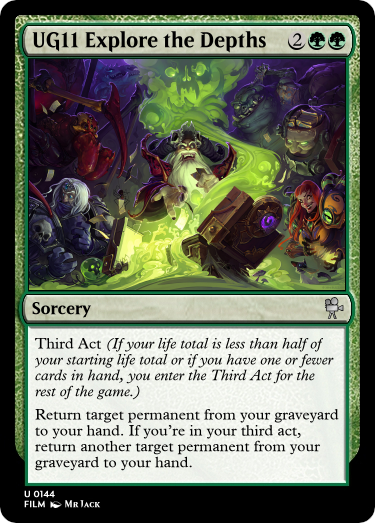 UG11 Explore the Depths 2
Sorcery
Third Act (If your life total is less than half of
your starting life total or if you have one or fewer
cards in hand, you enter the Third Act for the
rest of the game.)
Return target permanent from your graveyard
to your hand. If you're in your third act,
return another target permanent from your
graveyard to your hand.
U 0144
FILM Mr Jack